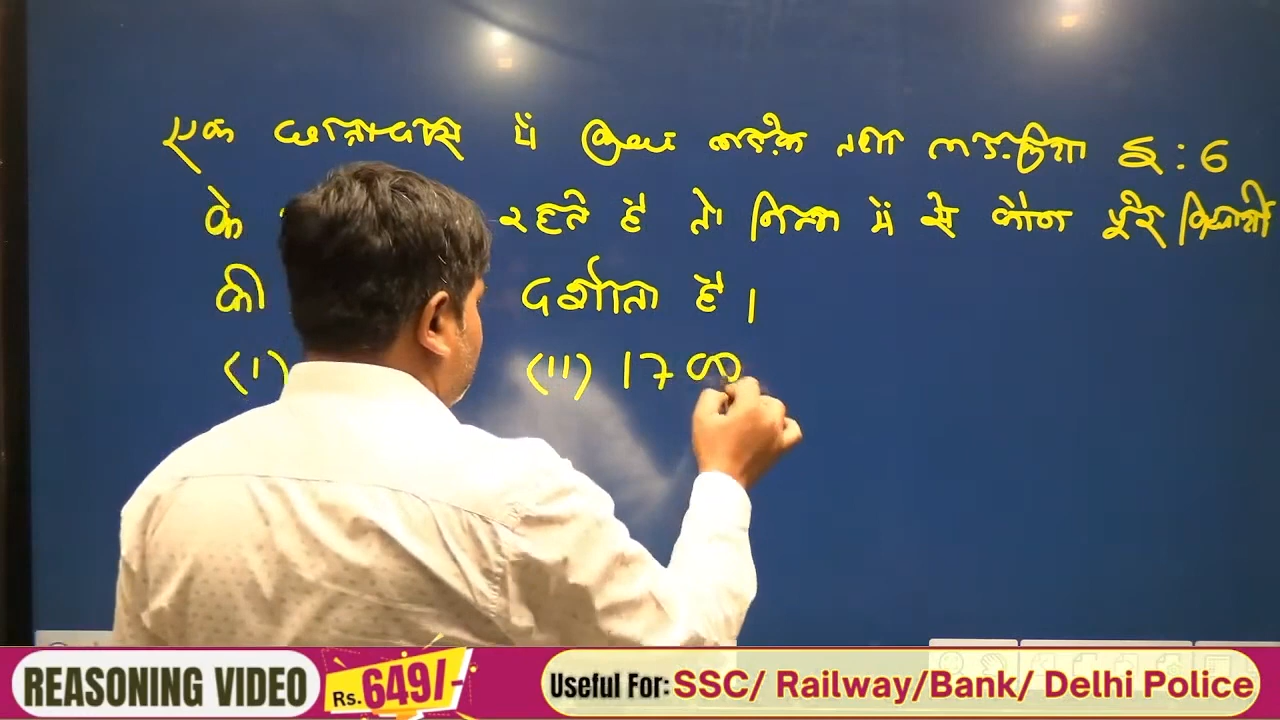 एक छात्रावास में कुल लड़के तथा लड़कियां 5:6
के रहते हैं तो निम्न में से कौन पूरे विद्यार्थी
की दर्शाता है।
(i) (ii) 1700
REASONING VIDEO Rs. 649/- Useful For: SSC/ Railway/Bank/ Delhi Police